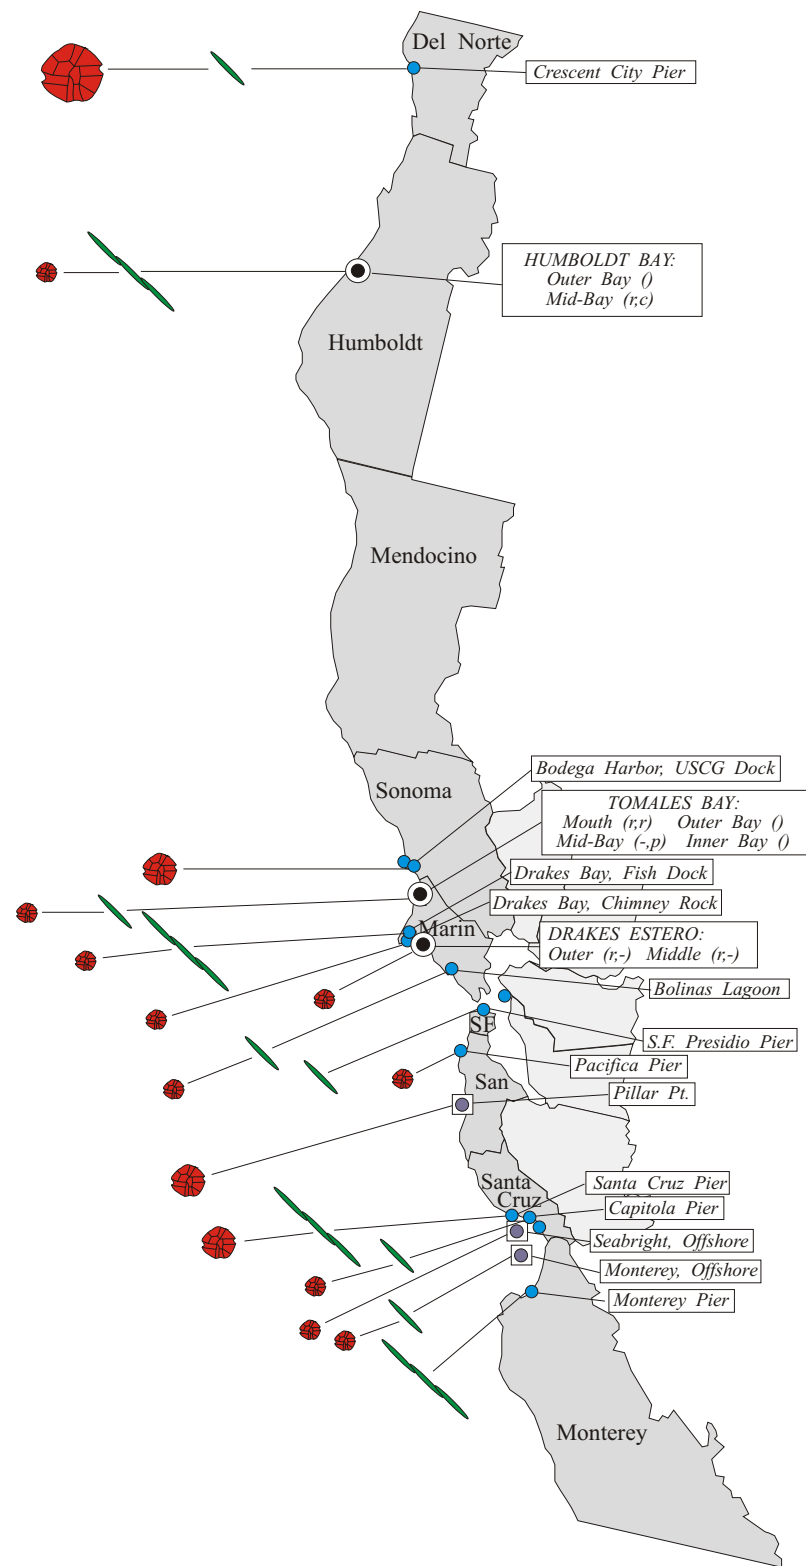 Del Norte
Crescent City Pier
HUMBOLDT BAY:
Outer Bay ()
Mid-Bay (r,c)
Humboldt
Mendocino
Bodega Harbor, USCG Dock
Sonoma
TOMALES BAY:
Mouth (r,r) Outer Bay ()
Mid-Bay (-,p) Inner Bay ()
Drakes Bay, Fish Dock
Drakes Bay, Chimney Rock
Marin
DRAKES ESTERO:
Outer (r,-) Middle (r,-)
Bolinas Lagoon
SF
S.F. Presidio Pier
Pacifica Pier
San
Pillar Pt.
Santa
Cruz
Santa Cruz Pier
Capitola Pier
Seabright, Offshore
Monterey, Offshore
Monterey Pier
Monterey